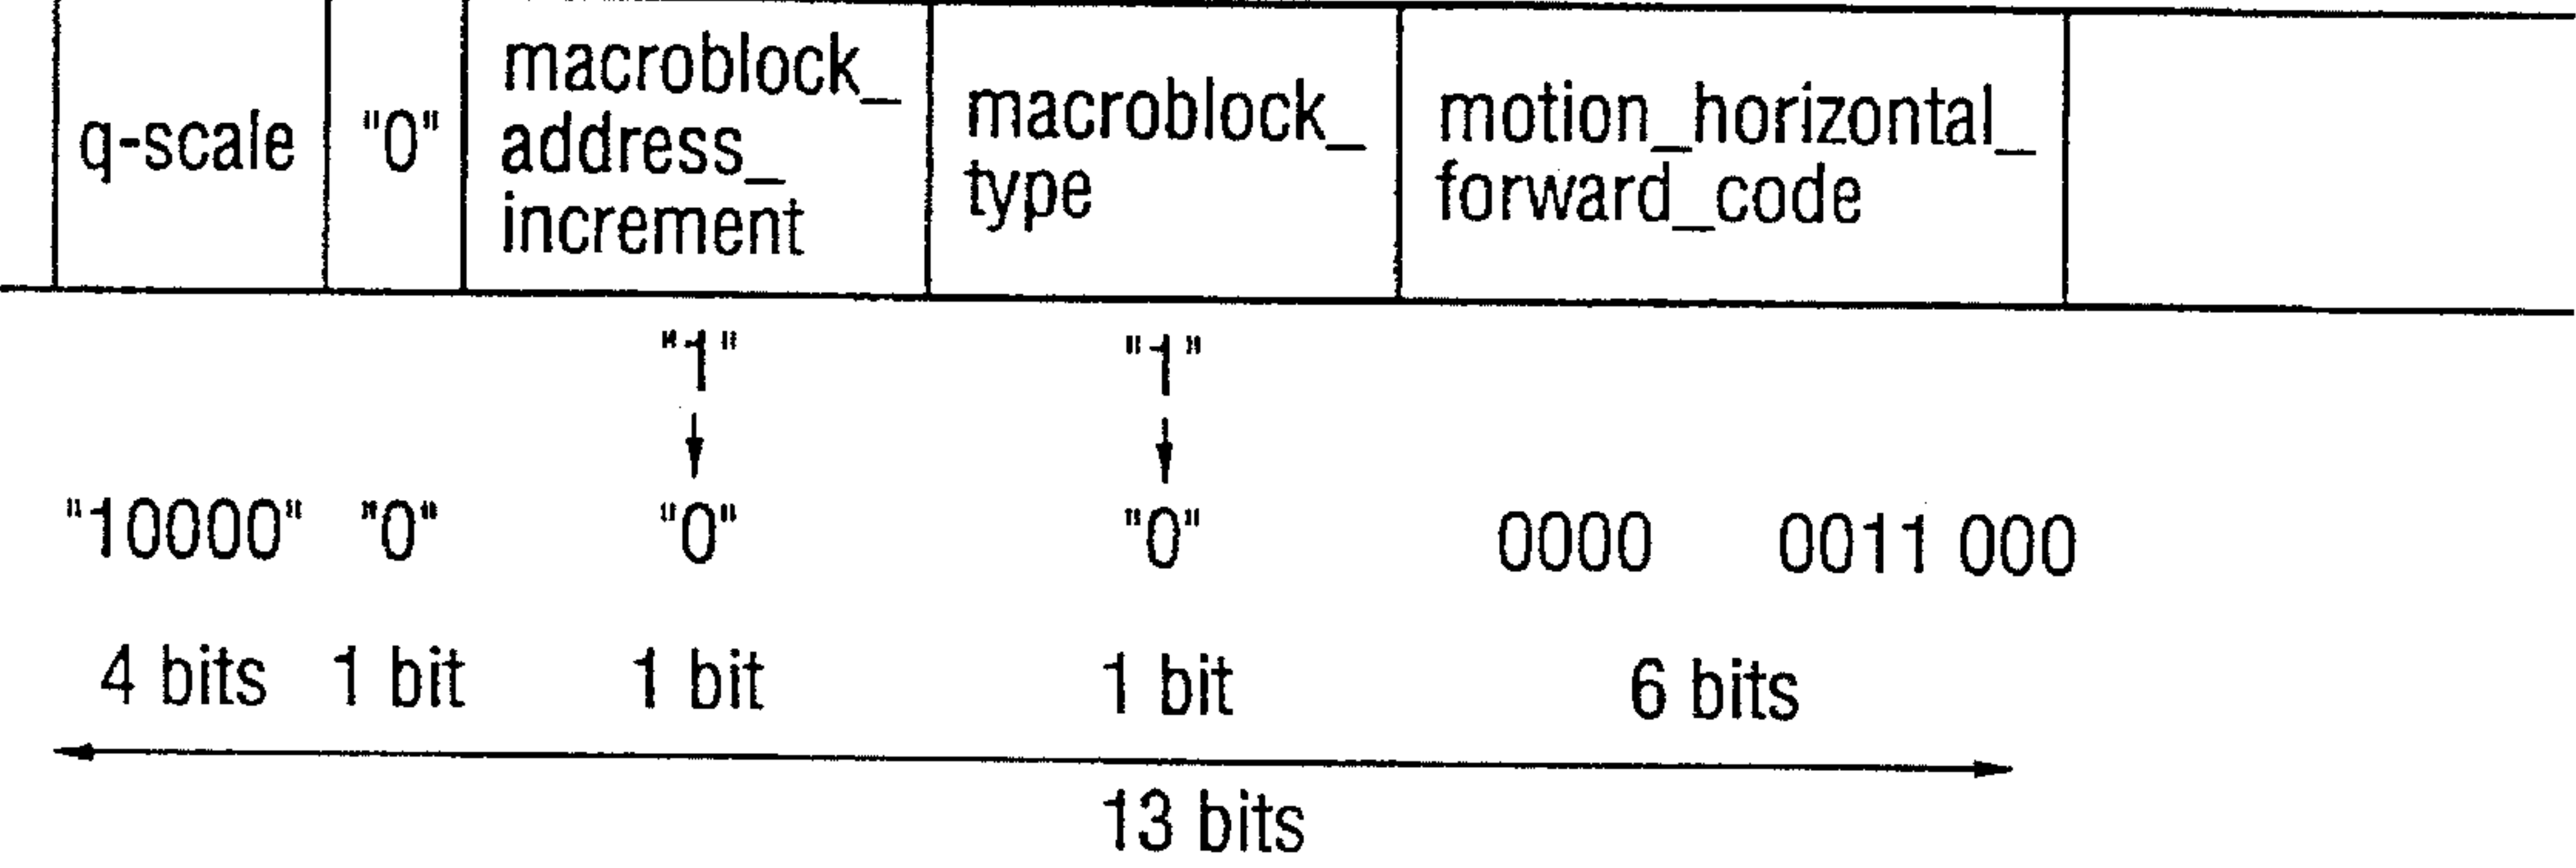 q-scale "0" macroblock_
address_
increment macroblock_
type motion_horizontal_
forward_code
"1" "1"
"10000" "0" "0" "0" 0000 0011 000
4 bits 1 bit 1 bit 1 bit 6 bits
13 bits